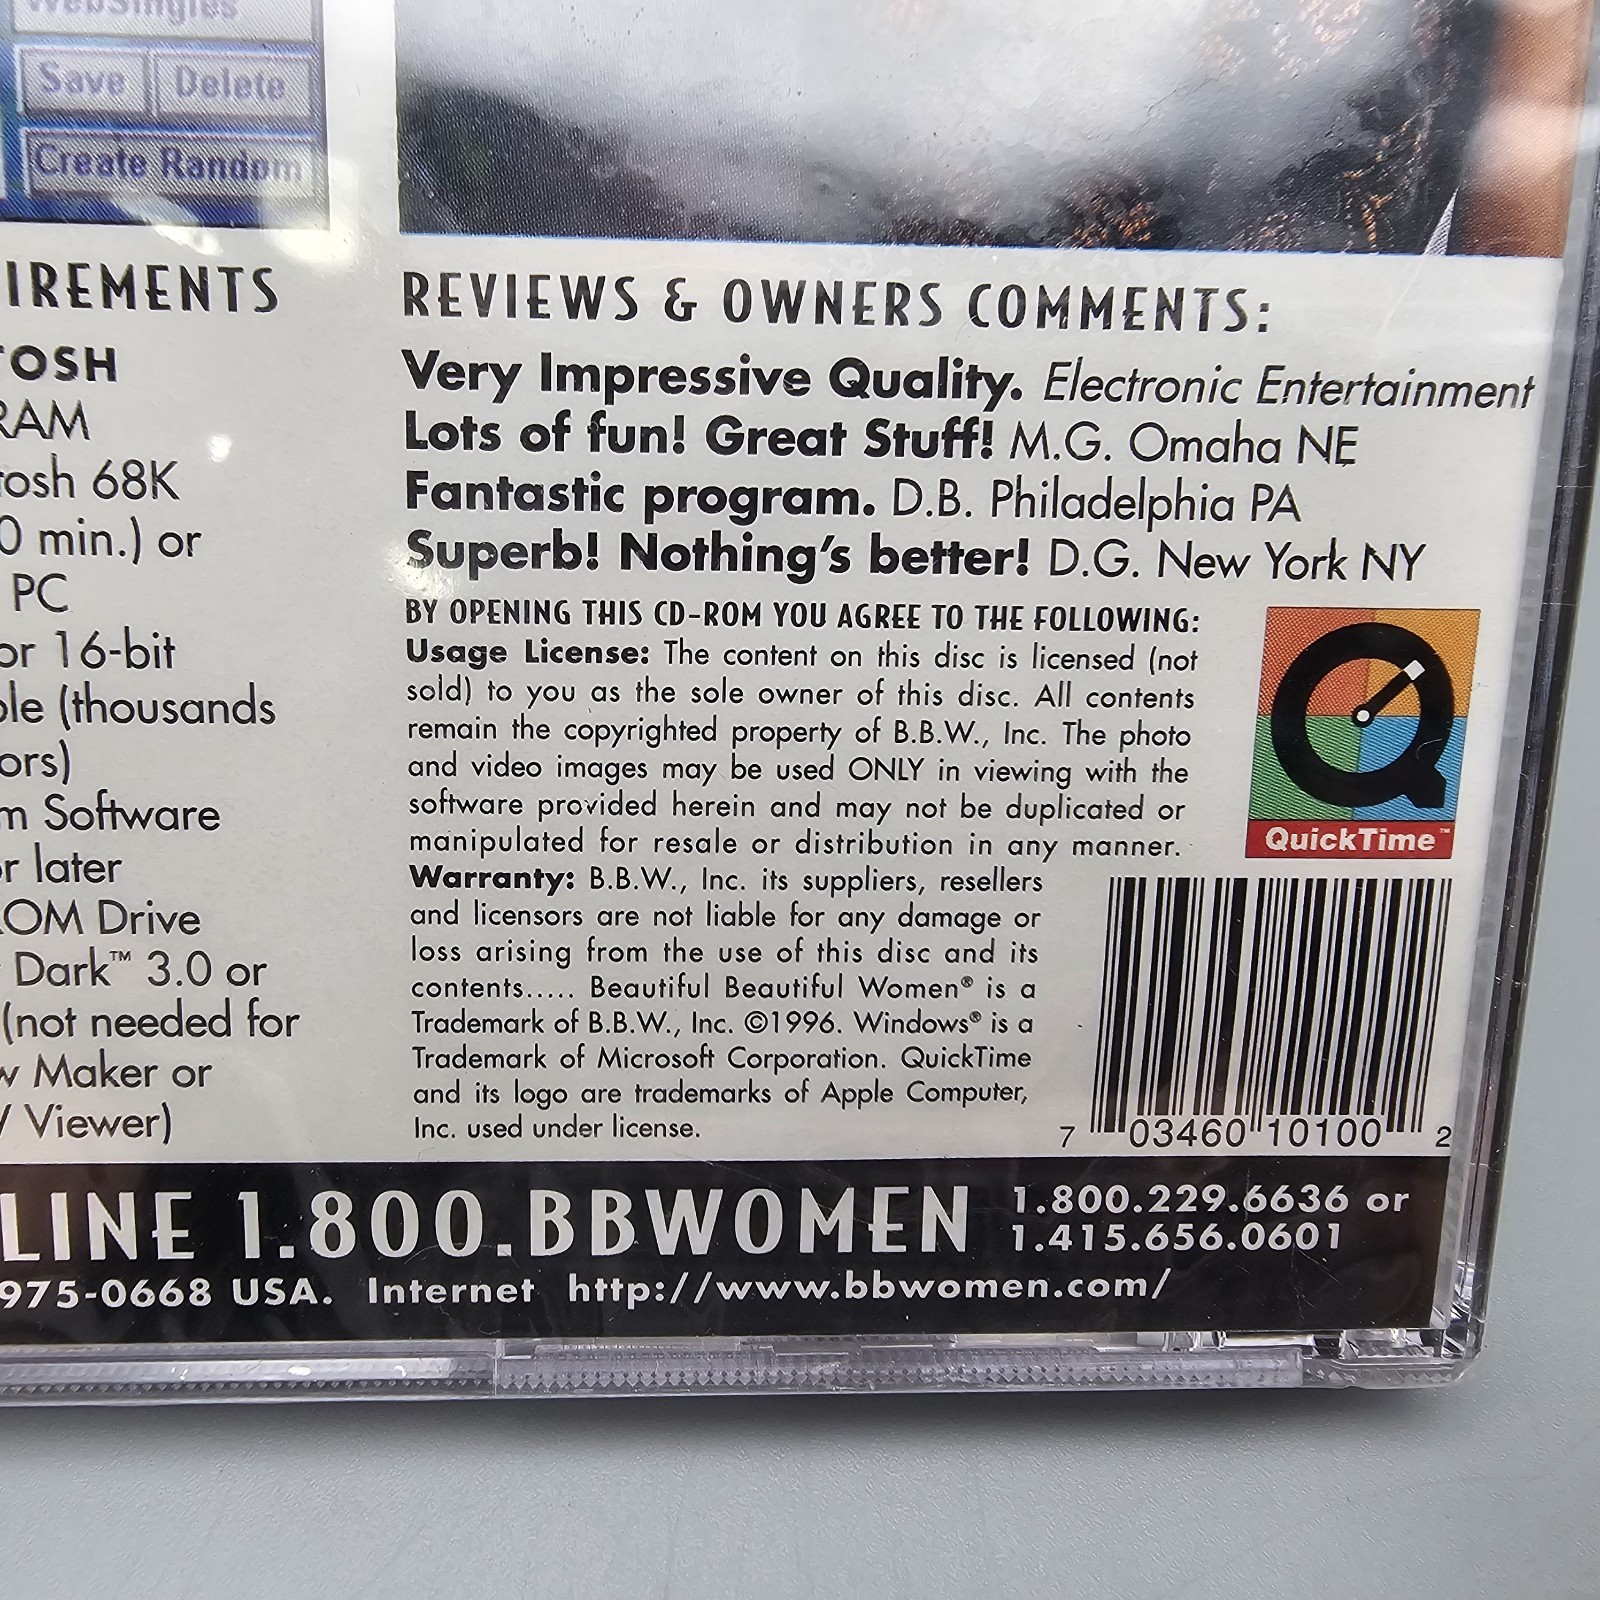 WebSingles
Save Delete
Create Random
IREMENTS
TOSH
RAM
tosh 68K
0 min.) or
PC
or 16-bit
ble (thousands
ors)
m Software
or later
ROM Drive
Dark™ 3.0 or
(not needed for
w Maker or
/ Viewer)
REVIEWS & OWNERS COMMENTS:
Very Impressive Quality. Electronic Entertainment
Lots of fun! Great Stuff! M.G. Omaha NE
Fantastic program. D.B. Philadelphia PA
Superb! Nothing's better! D.G. New York NY
BY OPENING THIS CD-ROM YOU AGREE TO THE FOLLOWING:
Usage License: The content on this disc is licensed (not
sold) to you as the sole owner of this disc. All contents
remain the copyrighted property of B.B.W., Inc. The photo
and video images may be used ONLY in viewing with the
software provided herein and may not be duplicated or
manipulated for resale or distribution in any manner.
Warranty: B.B.W., Inc. its suppliers, resellers
and licensors are not liable for any damage or
loss arising from the use of this disc and its
contents..... Beautiful Beautiful Women® is a
Trademark of B.B.W., Inc. ©1996. Windows® is a
Trademark of Microsoft Corporation. QuickTime
and its logo are trademarks of Apple Computer,
Inc. used under license.
QuickTime™
7 03460 10100 2
LINE 1.800.BBWOMEN
1.800.229.6636 or
1.415.656.0601
975-0668 USA. Internet http://www.bbwomen.com/